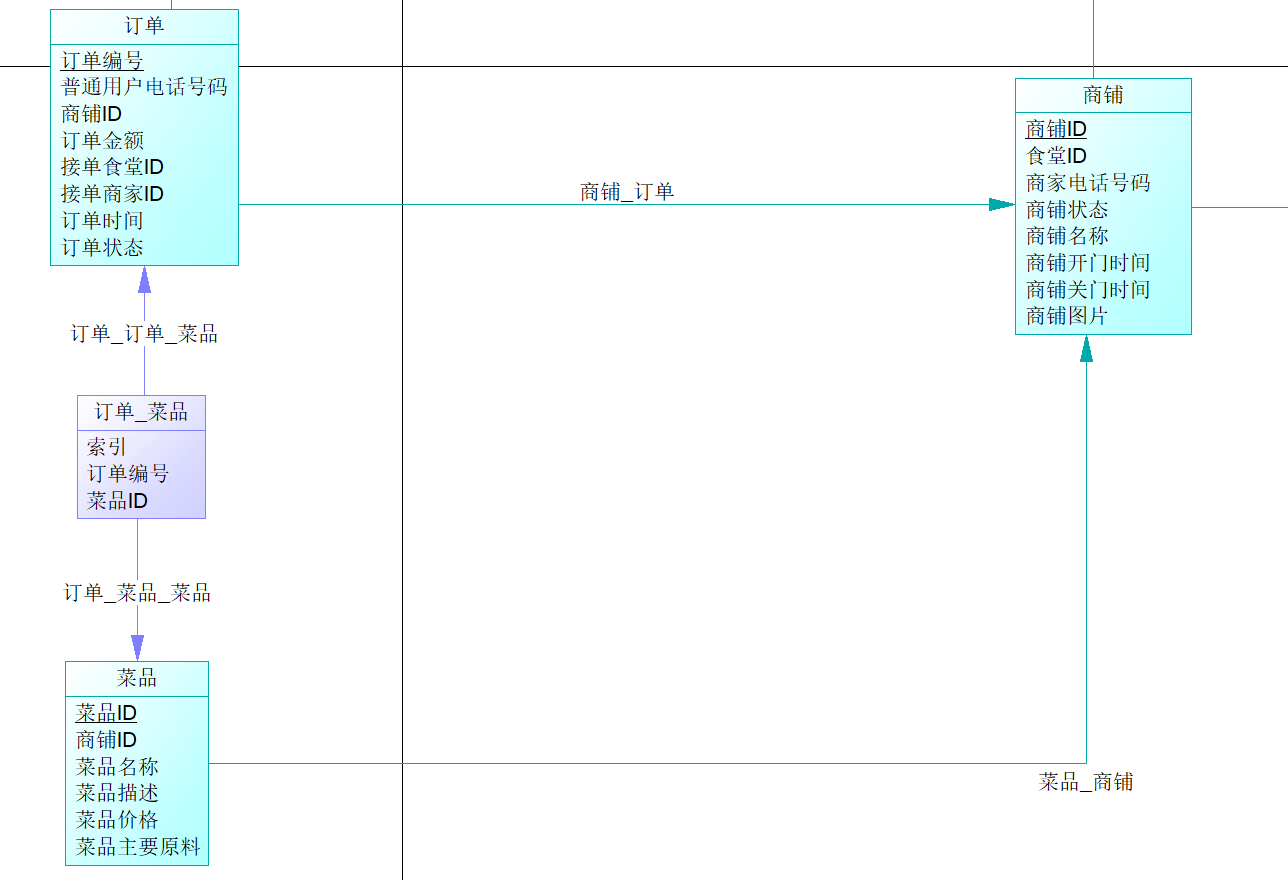 订单
订单编号
普通用户电话号码
商铺ID
订单金额
接单食堂ID
接单商家ID
订单时间
订单状态
商铺_订单
商铺
商铺ID
食堂ID
商家电话号码
商铺状态
商铺名称
商铺开门时间
商铺关门时间
商铺图片
订单_订单_菜品
订单_菜品
索引
订单编号
菜品ID
订单_菜品_菜品
菜品
菜品ID
商铺ID
菜品名称
菜品描述
菜品价格
菜品主要原料
菜品_商铺